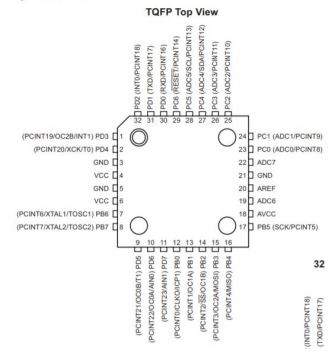 TQFP Top View
PD2 (INT0/PCINT18)
PD1 (TXD/PCINT17)
PD0 (RXD/PCINT16)
PC6 (RESET/PCINT14)
PC5 (ADC5/SCL/PCINT13)
PC4 (ADC4/SDA/PCINT12)
PC3 (ADC3/PCINT11)
PC2 (ADC2/PCINT10)
32 31 30 29 28 27 26 25
(PCINT19/OC2B/INT1) PD3 1
(PCINT20/XCK/T0) PD4 2
GND 3
VCC 4
GND 5
VCC 6
(PCINT6/XTAL1/TOSC1) PB6 7
(PCINT7/XTAL2/TOSC2) PB7 8
24 PC1 (ADC1/PCINT9)
23 PC0 (ADC0/PCINT8)
22 ADC7
21 GND
20 AREF
19 ADC6
18 AVCC
17 PB5 (SCK/PCINT5)
9 10 11 12 13 14 15 16
(PCINT21/OC0B/T1) PD5
(PCINT22/OC0A/AIN0) PD6
(PCINT23/AIN1) PD7
(PCINT0/CLKO/ICP1) PB0
(PCINT1/OC1A) PB1
(PCINT2/SS/OC1B) PB2
(PCINT3/OC2A/MOSI) PB3
(PCINT4/MISO) PB4
32
(INT0/PCINT18)
(TXD/PCINT17)